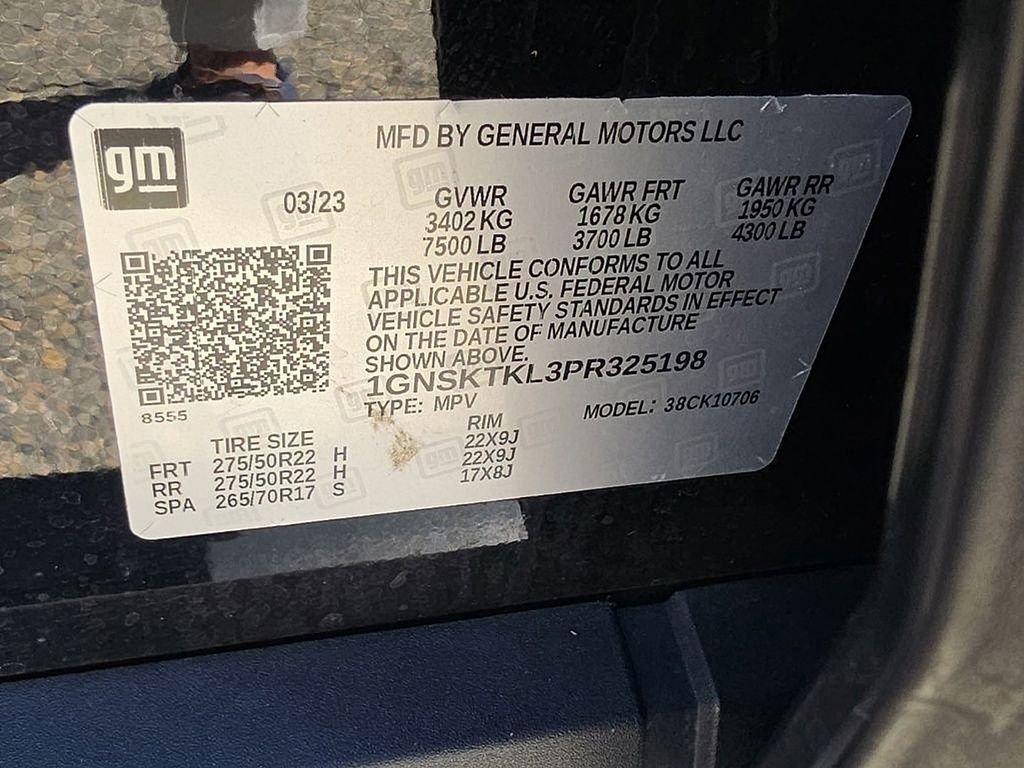 gm
MFD BY GENERAL MOTORS LLC
03/23
GVWR GAWR FRT GAWR RR
3402 KG 1678 KG 1950 KG
7500 LB 3700 LB 4300 LB
THIS VEHICLE CONFORMS TO ALL
APPLICABLE U.S. FEDERAL MOTOR
VEHICLE SAFETY STANDARDS IN EFFECT
ON THE DATE OF MANUFACTURE
SHOWN ABOVE.
1GNSKTKL3PR325198
TYPE: MPV MODEL: 38CK10706
8555
TIRE SIZE RIM
FRT 275/50R22 H 22X9J
RR 275/50R22 H 22X9J
SPA 265/70R17 S 17X8J